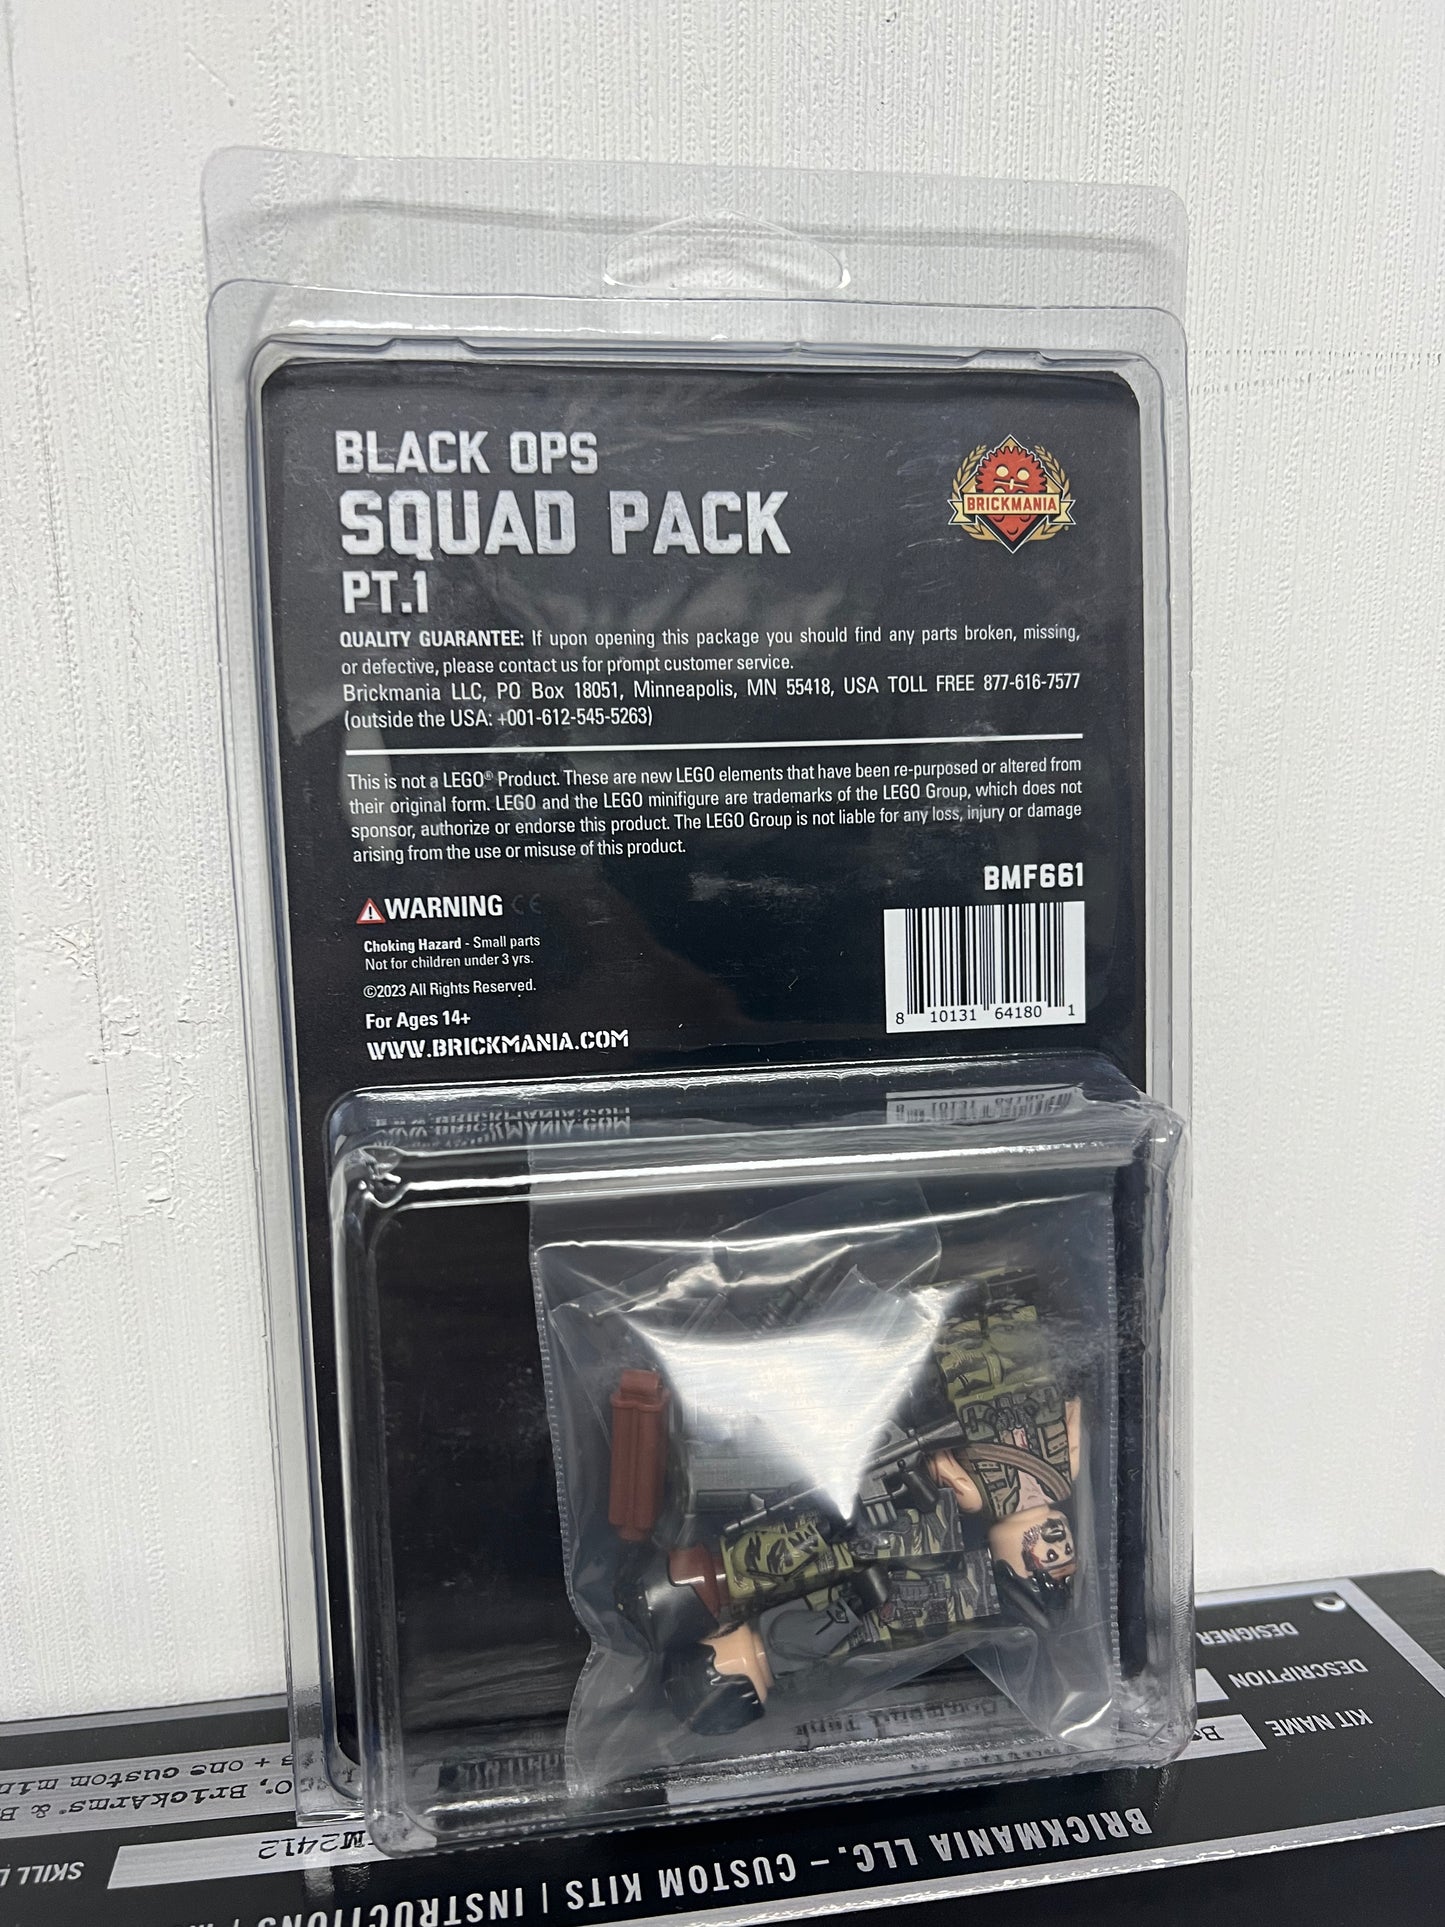 BLACK OPS
SQUAD PACK
PT.1
BRICKMANIA
QUALITY GUARANTEE: If upon opening this package you should find any parts broken, missing,
or defective, please contact us for prompt customer service.
Brickmania LLC, PO Box 18051, Minneapolis, MN 55418, USA TOLL FREE 877-616-7577
(outside the USA: +001-612-545-5263)
This is not a LEGO® Product. These are new LEGO elements that have been re-purposed or altered from
their original form. LEGO and the LEGO minifigure are trademarks of the LEGO Group, which does not
sponsor, authorize or endorse this product. The LEGO Group is not liable for any loss, injury or damage
arising from the use or misuse of this product.
BMF661
WARNING CE
Choking Hazard - Small parts
Not for children under 3 yrs.
©2023 All Rights Reserved.
For Ages 14+
WWW.BRICKMANIA.COM
8 10131 64180 1
DESIGNER
DESCRIPTION
KIT NAME
+ one custom
BrickArms &
2412
SKILL
BRICKMANIA LLC. – CUSTOM KITS | INSTRUCTIONS |